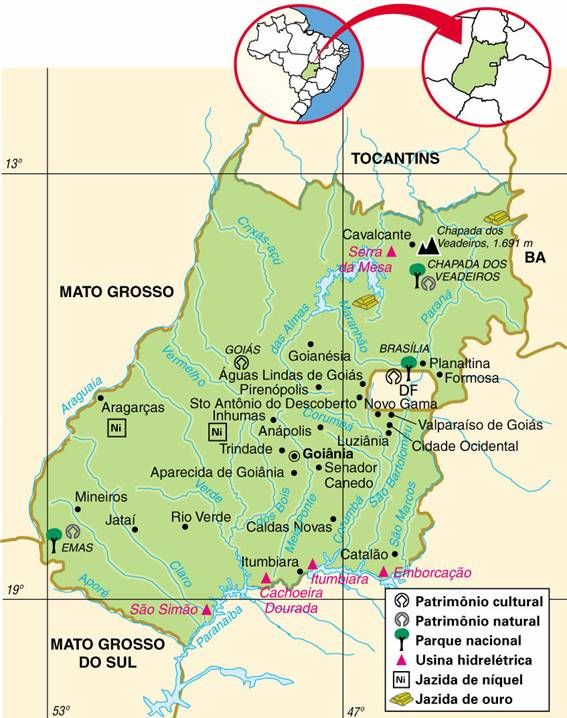 TOCANTINS
13°
Cavalcante
Chapada dos
Veadeiros, 1.691 m
Serra
da Mesa
CHAPADA DOS
VEADEIROS
BA
Crixás-açú
MATO GROSSO
Paraná
Maranhão
das Almas
GOIÁS
Goianésia
BRASÍLIA
Planaltina
Formosa
Vermelho
Águas Lindas de Goiás
Pirenópolis
DF
Sto Antônio do Descoberto
Novo Gama
Araguaia
Aragarças
Inhumas
Corumbá
Valparaíso de Goiás
Ni
Ni
Anápolis
Luziânia
Cidade Ocidental
Trindade
Goiânia
Aparecida de Goiânia
Senador
Canedo
São Bartolomeu
São Marcos
Verde
dos Bois
Meia Ponte
Corumbá
Mineiros
Jataí
Rio Verde
Caldas Novas
EMAS
Itumbiara
Catalão
Itumbiara
Emborcação
Aporé
Claro
Cachoeira
Dourada
19°
São Simão
Paranaíba
MATO GROSSO
DO SUL
53°
47°
Patrimônio cultural
Patrimônio natural
Parque nacional
Usina hidrelétrica
Ni Jazida de níquel
Jazida de ouro